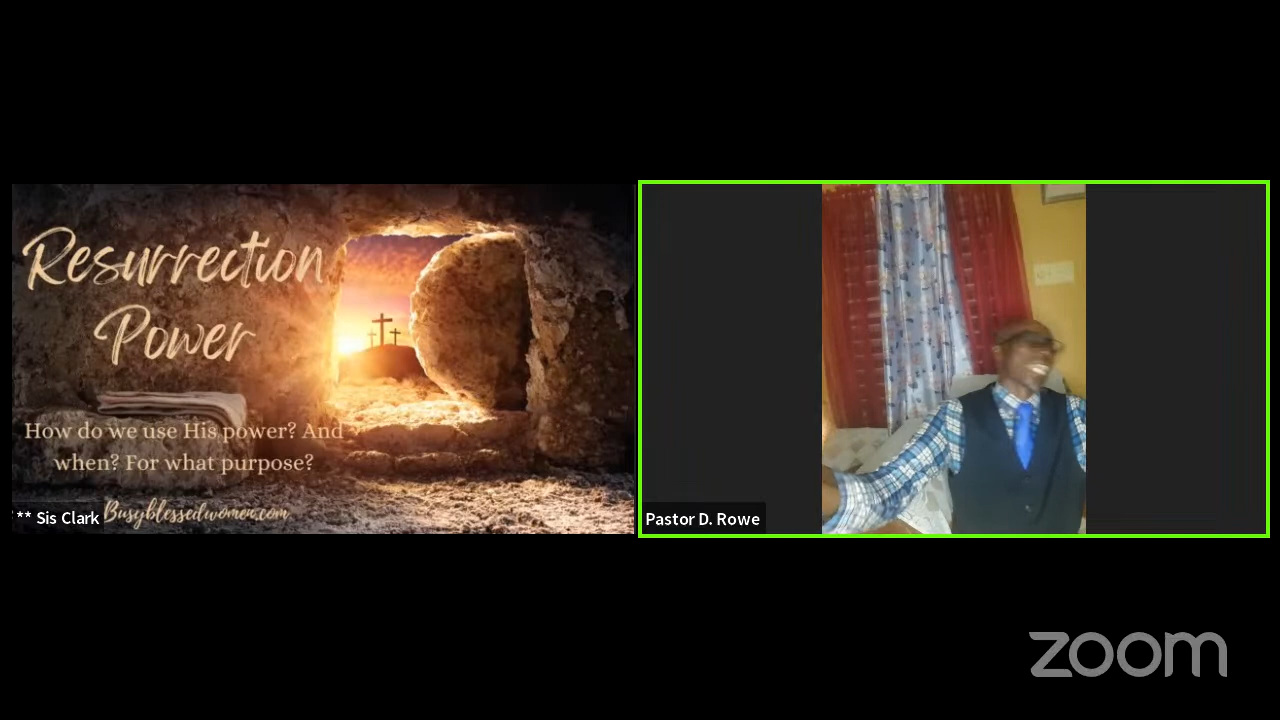 Resurrection
Power
How do we use His power? And
when? For what purpose?
Busyblessedwomen.com
** Sis Clark
Pastor D. Rowe
zoom